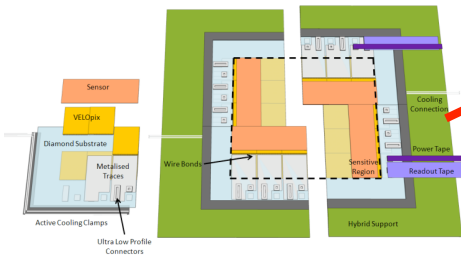 Sensor
VELOpix
Diamond Substrate
Metalised
Traces
Active Cooling Clamps
Ultra Low Profile
Connectors
Wire Bonds
Sensitive
Region
Cooling
Connection
Power Tape
Readout Tape
Hybrid Support